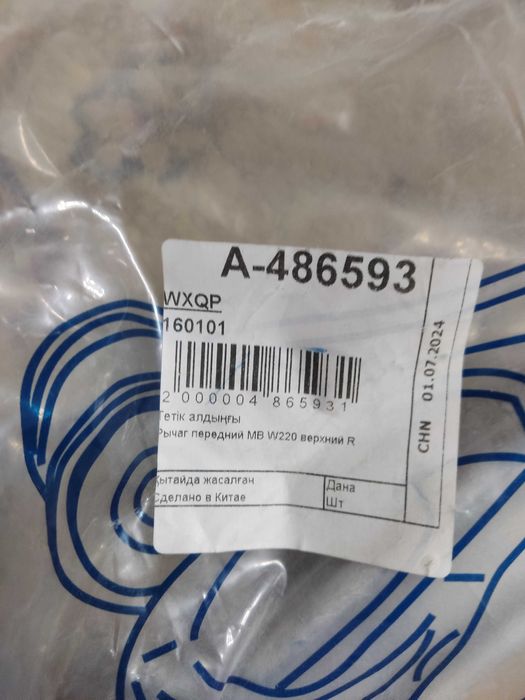 A-486593
WXQP
160101
2 000004 865931
Тетік алдыңғы
Рычаг передний MB W220 верхний R
Қытайда жасалған
Сделано в Китае
Дана
Шт
CHN 01.07.2024